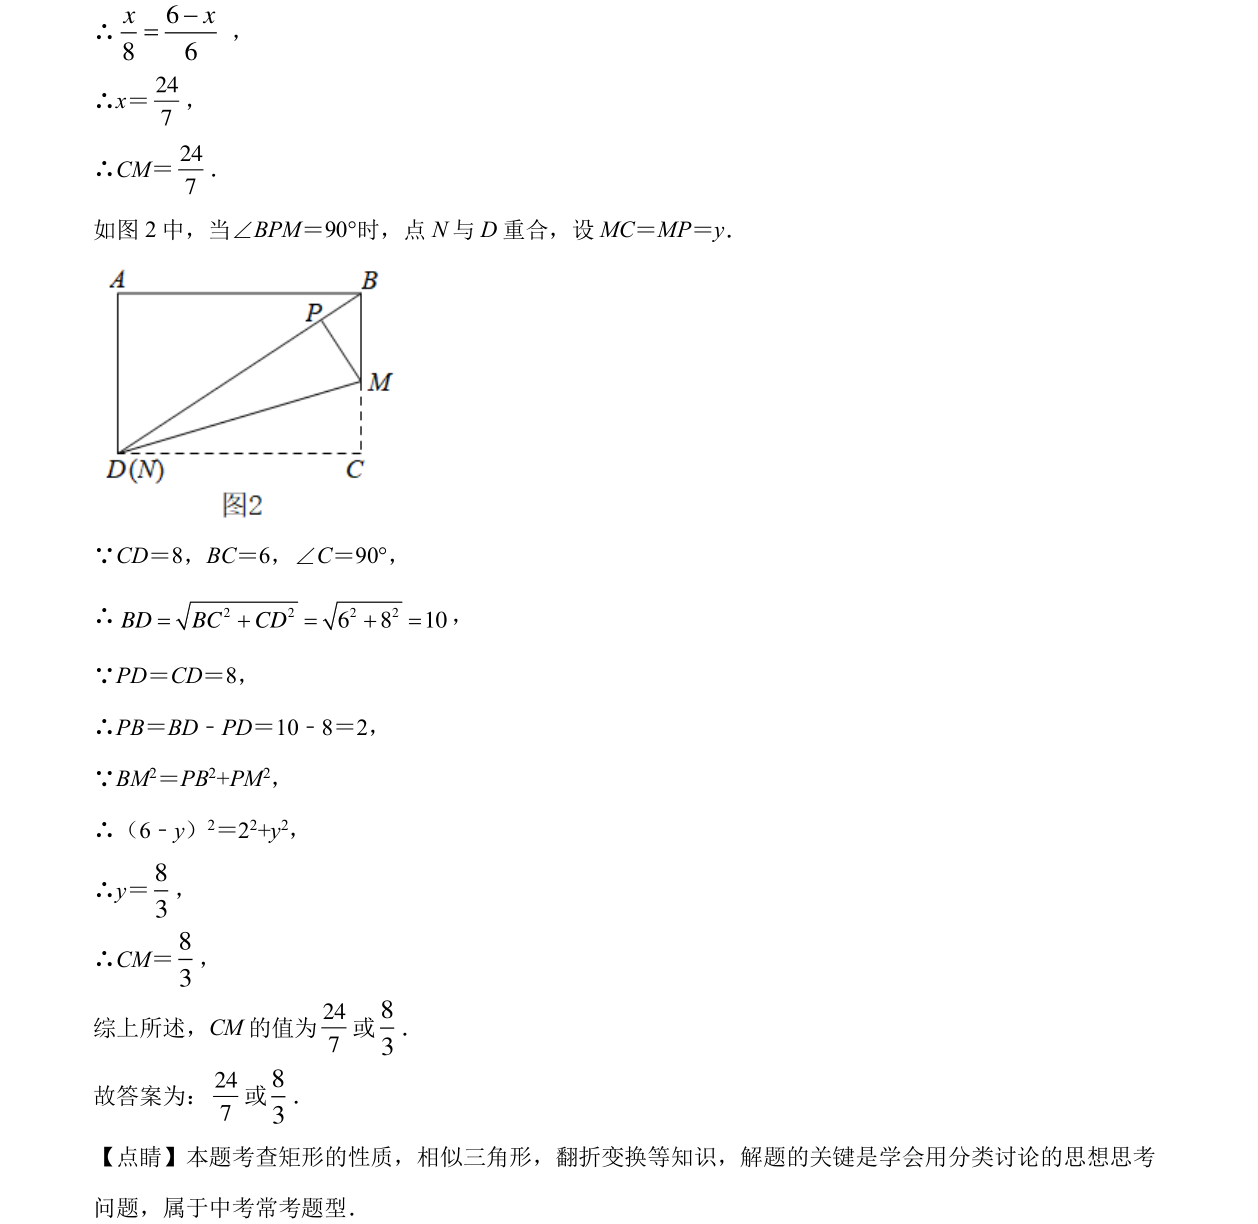 ∴x/8=(6-x)/6，
∴x＝24/7，
∴CM＝24/7．
如图 2 中，当∠BPM＝90°时，点 N 与 D 重合，设 MC＝MP＝y．
A
B
P
M
D(N)
C
图2
∵CD＝8，BC＝6，∠C＝90°，
∴BD=√(BC²+CD²)=√(6²+8²)=10，
∵PD＝CD＝8，
∴PB＝BD﹣PD＝10﹣8＝2，
∵BM²＝PB²+PM²，
∴（6﹣y）²＝2²+y²，
∴y＝8/3，
∴CM＝8/3，
综上所述，CM 的值为24/7或8/3．
故答案为：24/7或8/3．
【点睛】本题考查矩形的性质，相似三角形，翻折变换等知识，解题的关键是学会用分类讨论的思想思考
问题，属于中考常考题型．